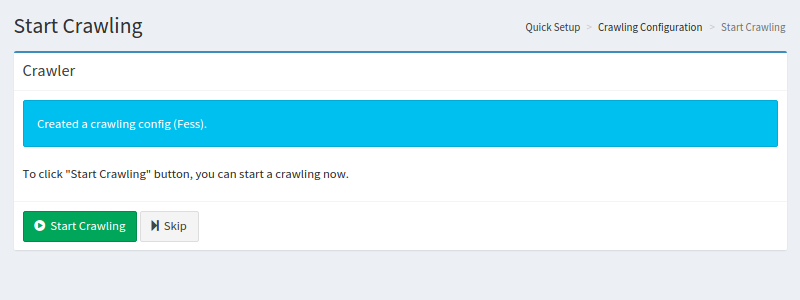 Start Crawling
Quick Setup > Crawling Configuration > Start Crawling
Crawler
Created a crawling config (Fess).
To click "Start Crawling" button, you can start a crawling now.
Start Crawling Skip